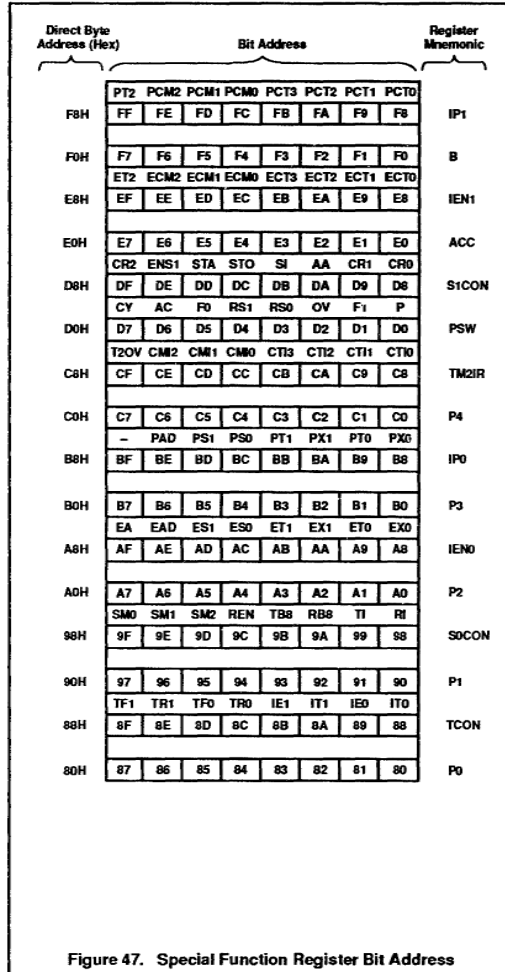 Direct Byte Address (Hex) Bit Address Register Mnemonic
PT2 PCM2 PCM1 PCM0 PCT3 PCT2 PCT1 PCT0
F8H FF FE FD FC FB FA F9 F8 IP1
F0H F7 F6 F5 F4 F3 F2 F1 F0 B
ET2 ECM2 ECM1 ECM0 ECT3 ECT2 ECT1 ECT0
E8H EF EE ED EC EB EA E9 E8 IEN1
E0H E7 E6 E5 E4 E3 E2 E1 E0 ACC
CR2 ENS1 STA STO SI AA CR1 CR0
D8H DF DE DD DC DB DA D9 D8 S1CON
CY AC F0 RS1 RS0 OV F1 P
D0H D7 D6 D5 D4 D3 D2 D1 D0 PSW
T2OV CMI2 CMI1 CMI0 CTI3 CTI2 CTI1 CTI0
C8H CF CE CD CC CB CA C9 C8 TM2IR
C0H C7 C6 C5 C4 C3 C2 C1 C0 P4
– PAD PS1 PS0 PT1 PX1 PT0 PX0
B8H BF BE BD BC BB BA B9 B8 IP0
B0H B7 B6 B5 B4 B3 B2 B1 B0 P3
EA EAD ES1 ES0 ET1 EX1 ET0 EX0
A8H AF AE AD AC AB AA A9 A8 IEN0
A0H A7 A6 A5 A4 A3 A2 A1 A0 P2
SM0 SM1 SM2 REN TB8 RB8 TI RI
98H 9F 9E 9D 9C 9B 9A 99 98 S0CON
90H 97 96 95 94 93 92 91 90 P1
TF1 TR1 TF0 TR0 IE1 IT1 IE0 IT0
88H 8F 8E 8D 8C 8B 8A 89 88 TCON
80H 87 86 85 84 83 82 81 80 P0
Figure 47. Special Function Register Bit Address